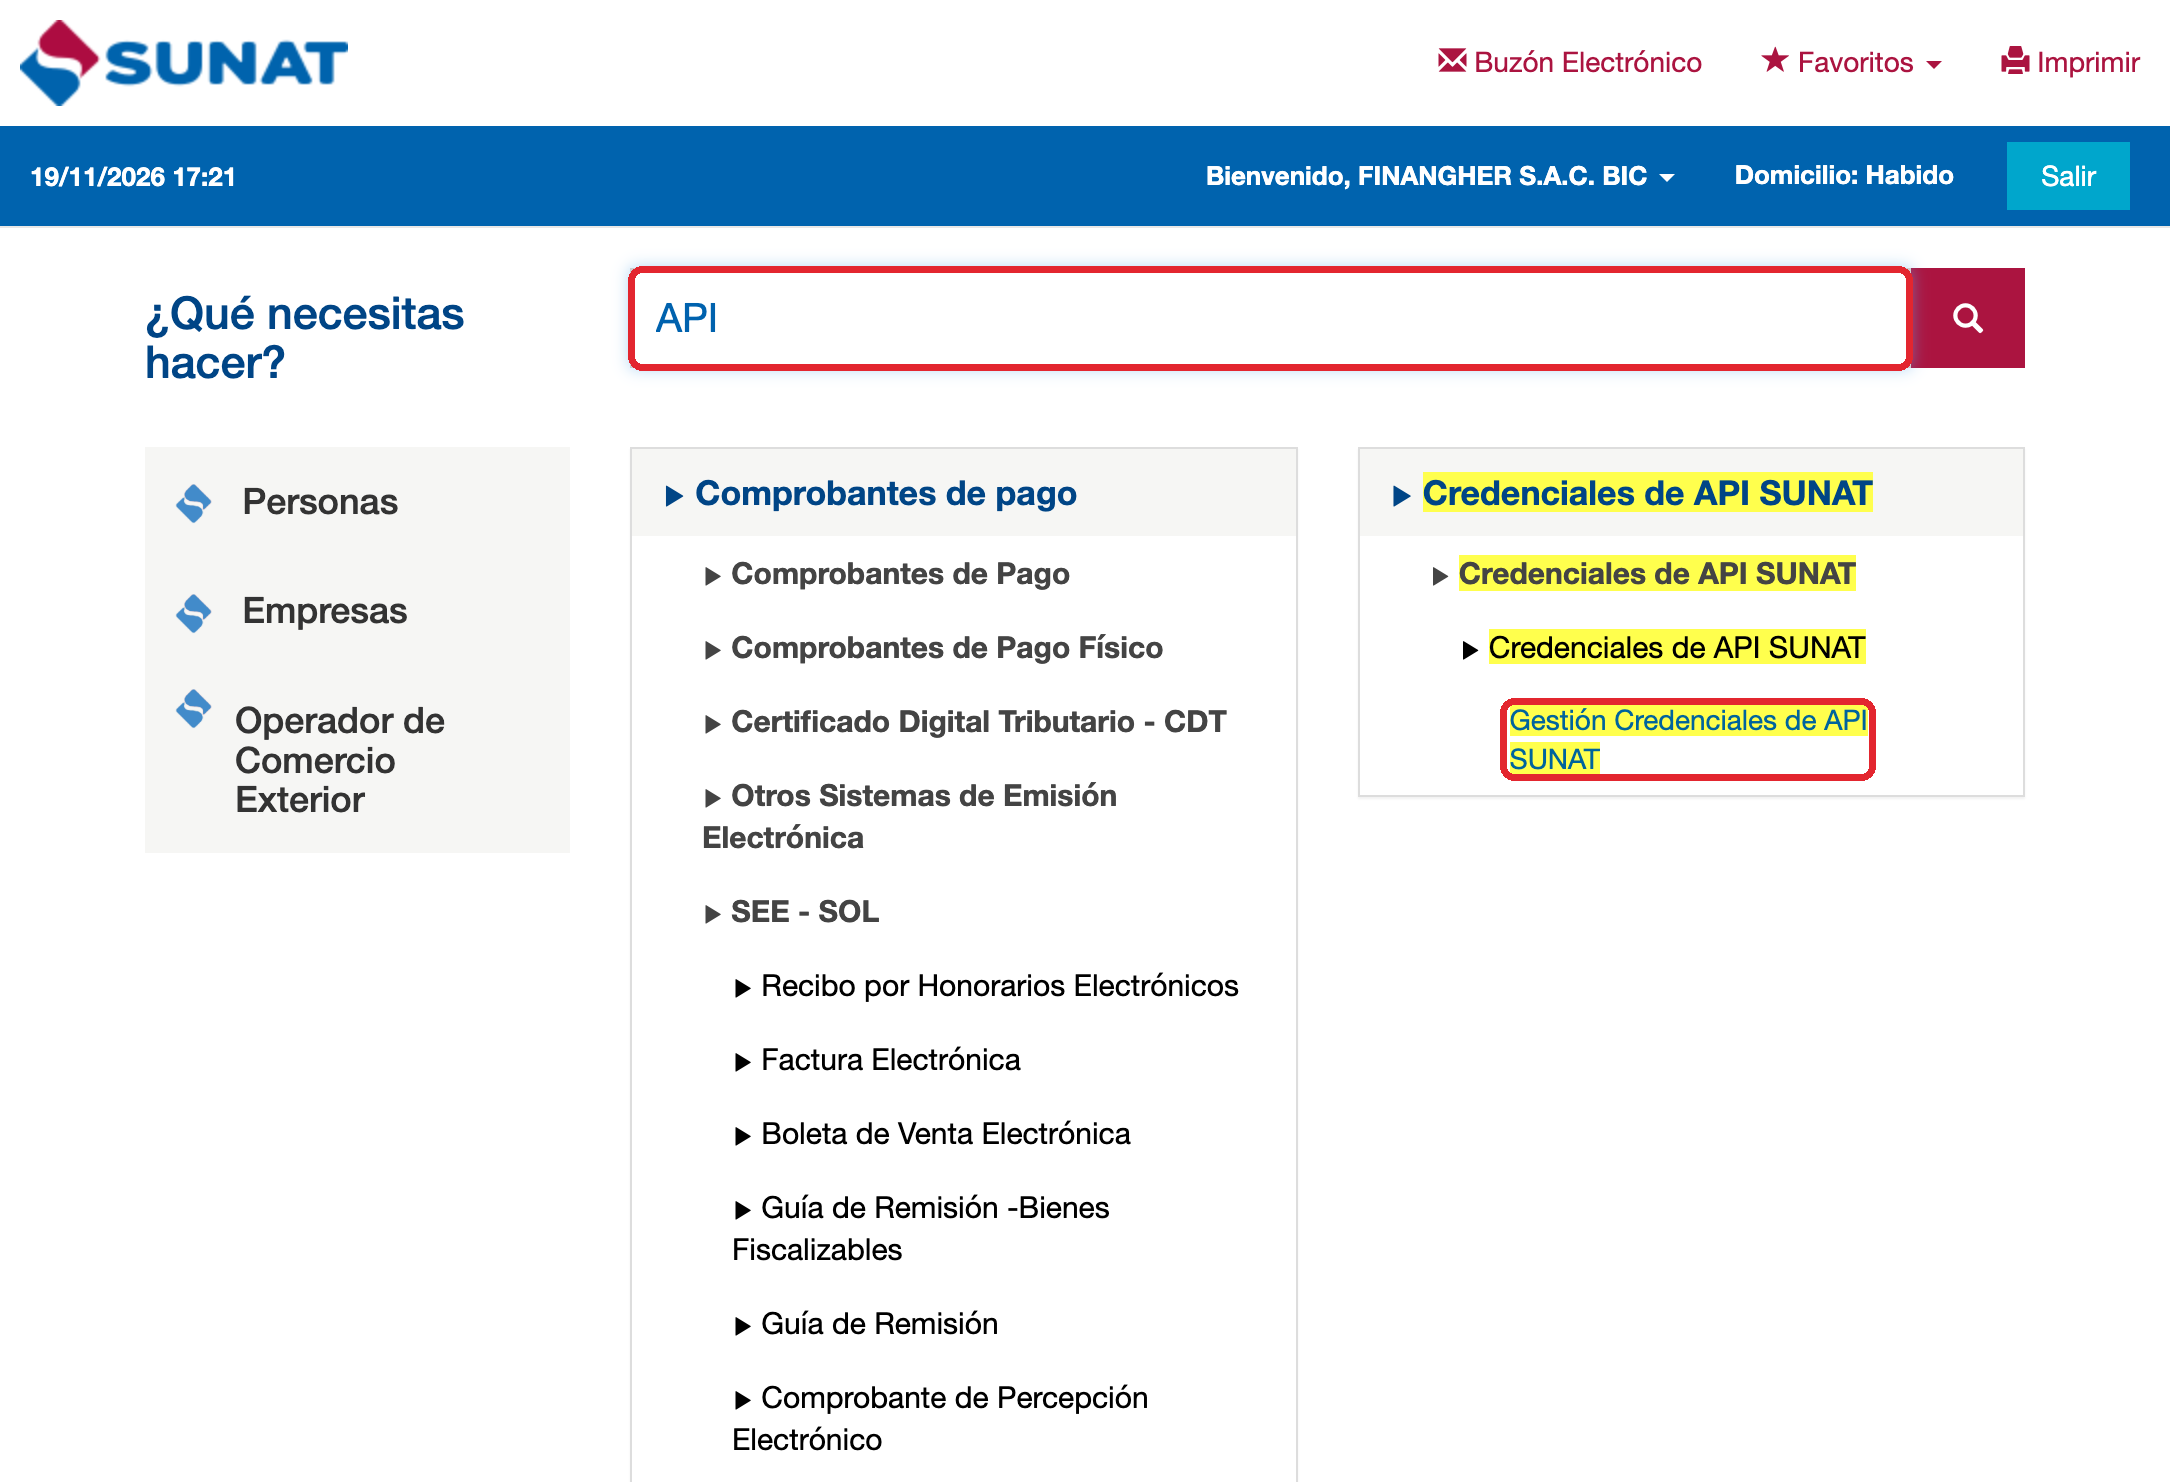 SUNAT
Buzón Electrónico
Favoritos
Imprimir
19/11/2026 17:21
Bienvenido, FINANGHER S.A.C. BIC
Domicilio: Habido
Salir
¿Qué necesitas
hacer?
API
Personas
Empresas
Operador de
Comercio
Exterior
Comprobantes de pago
Comprobantes de Pago
Comprobantes de Pago Físico
Certificado Digital Tributario - CDT
Otros Sistemas de Emisión
Electrónica
SEE - SOL
Recibo por Honorarios Electrónicos
Factura Electrónica
Boleta de Venta Electrónica
Guía de Remisión -Bienes
Fiscalizables
Guía de Remisión
Comprobante de Percepción
Electrónico
Credenciales de API SUNAT
Credenciales de API SUNAT
Credenciales de API SUNAT
Gestión Credenciales de API
SUNAT